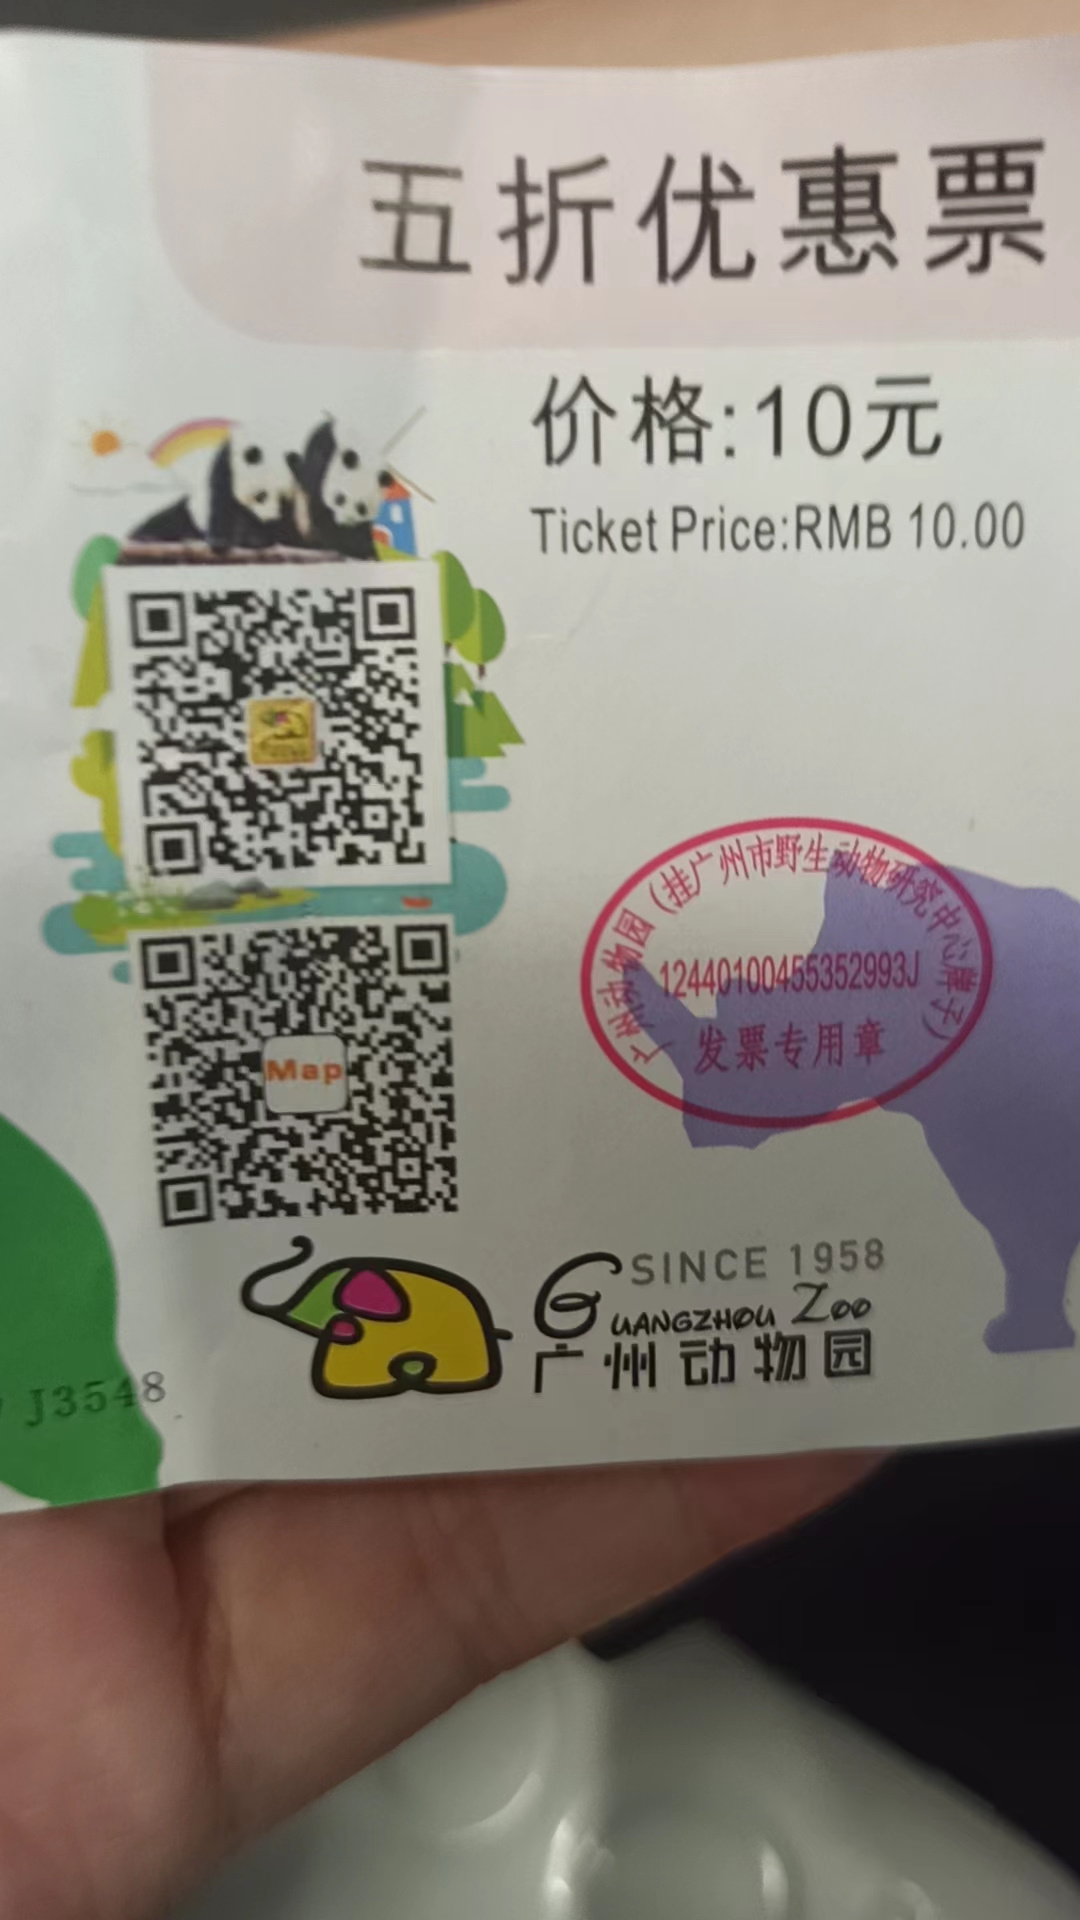 五折优惠票
价格:10元
Ticket Price:RMB 10.00
广州动物园（挂广州市野生动物研究中心牌子）
12440100455352993J
发票专用章
Map
SINCE 1958
GUANGZHOU ZOO
广州动物园
J3548